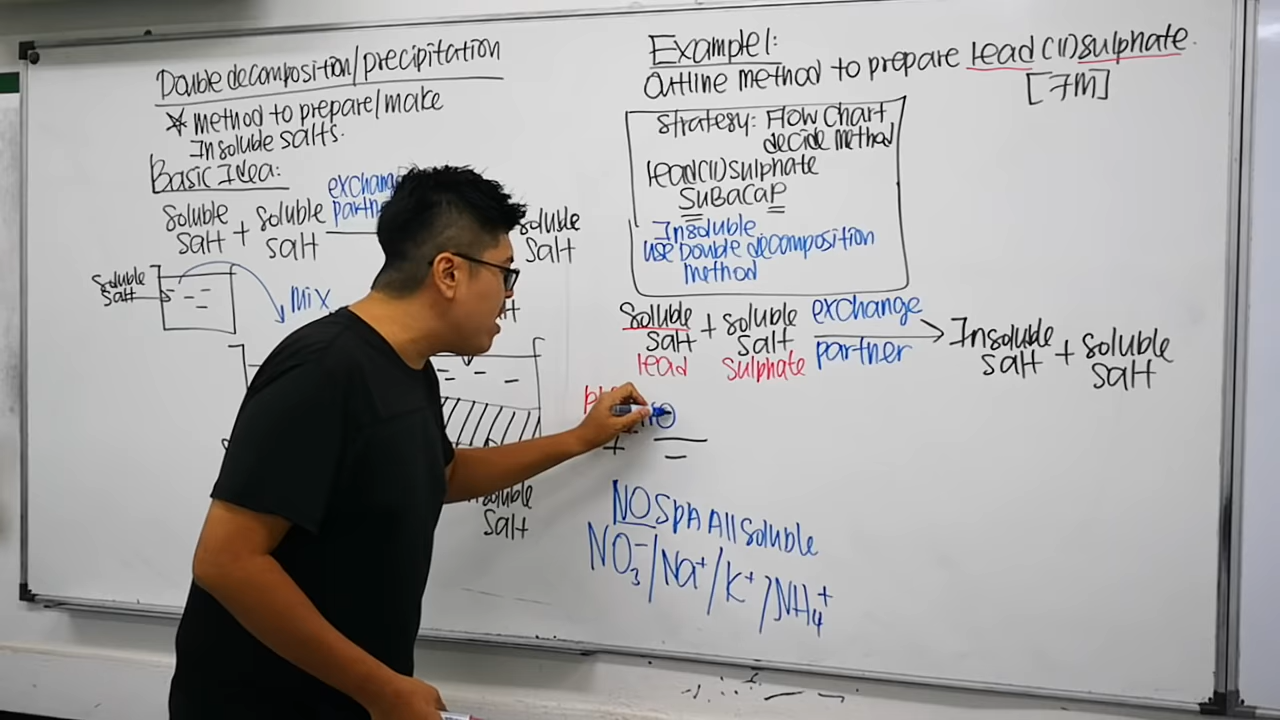 Double decomposition/precipitation
* method to prepare/make
Insoluble salts.
Basic Idea:
soluble salt + soluble salt
exchange
soluble salt
soluble salt
Mix
salt
Example 1:
Outline method to prepare lead (II) sulphate.
[7M]
Strategy: Flow Chart
decide method
lead(II)sulphate
SUBACAP
Insoluble
use Double decomposition
method
soluble salt + soluble salt exchange partner → Insoluble salt + soluble salt
lead sulphate
+
NO SPA All Soluble
NO₃⁻/Na⁺/K⁺/NH₄⁺